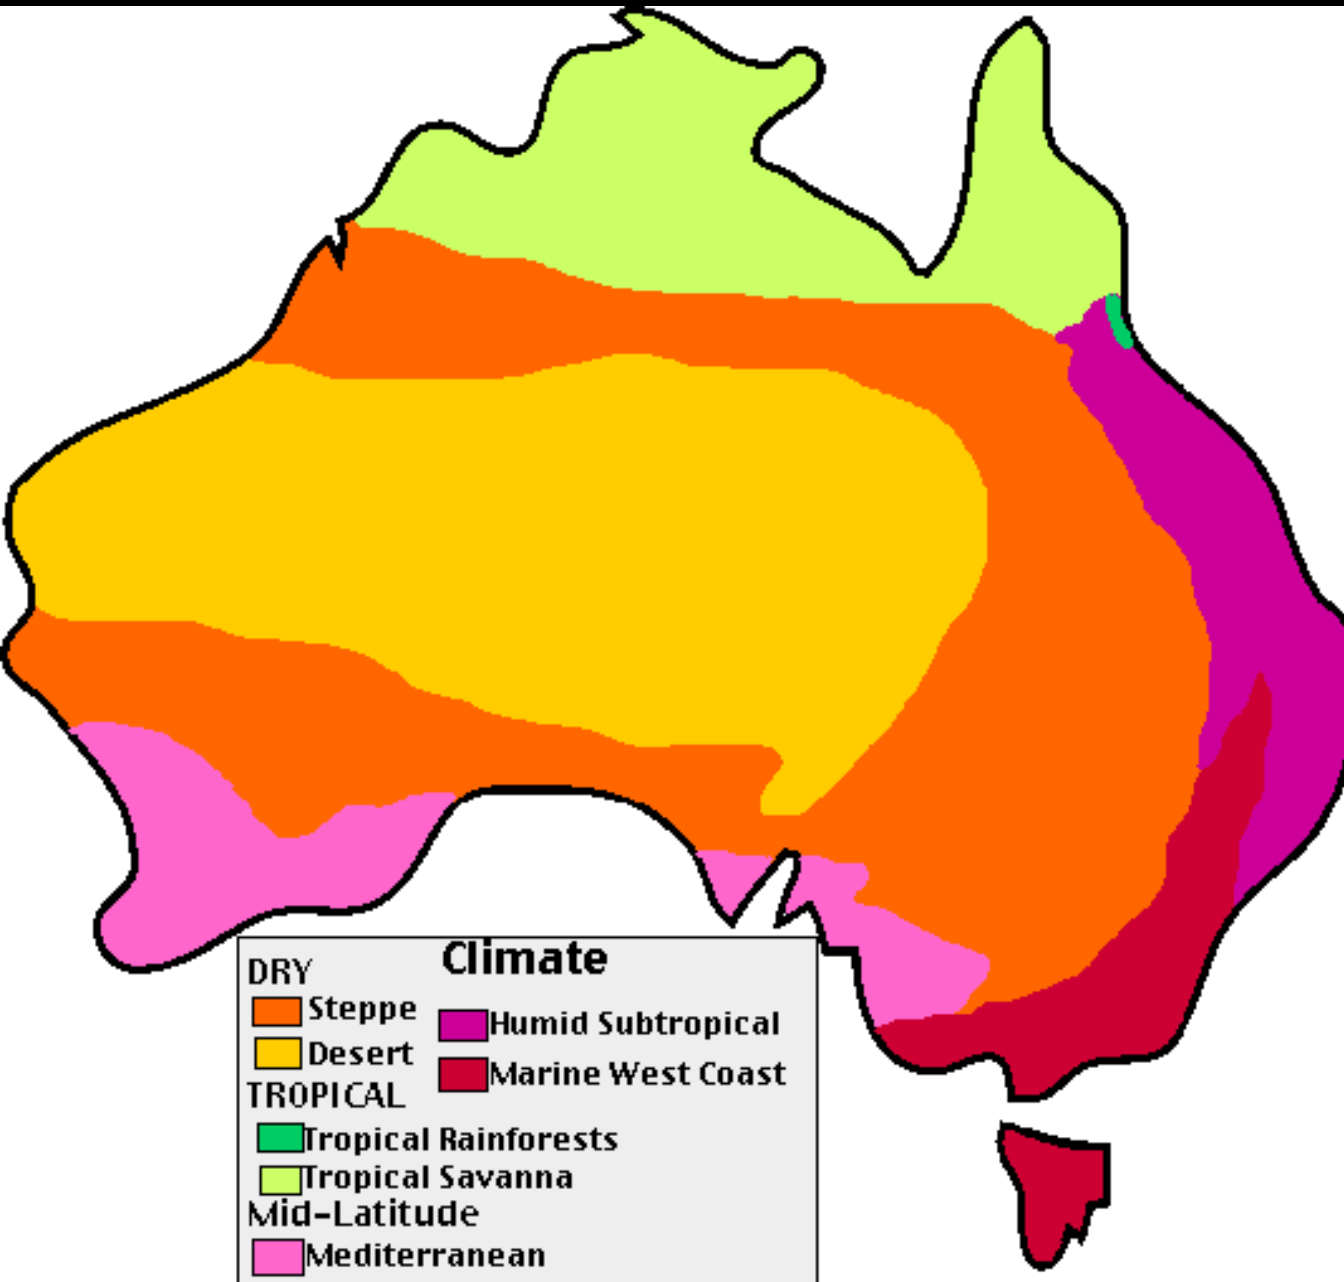 Climate
DRY
Steppe
Desert
TROPICAL
Tropical Rainforests
Tropical Savanna
Mid-Latitude
Mediterranean
Humid Subtropical
Marine West Coast